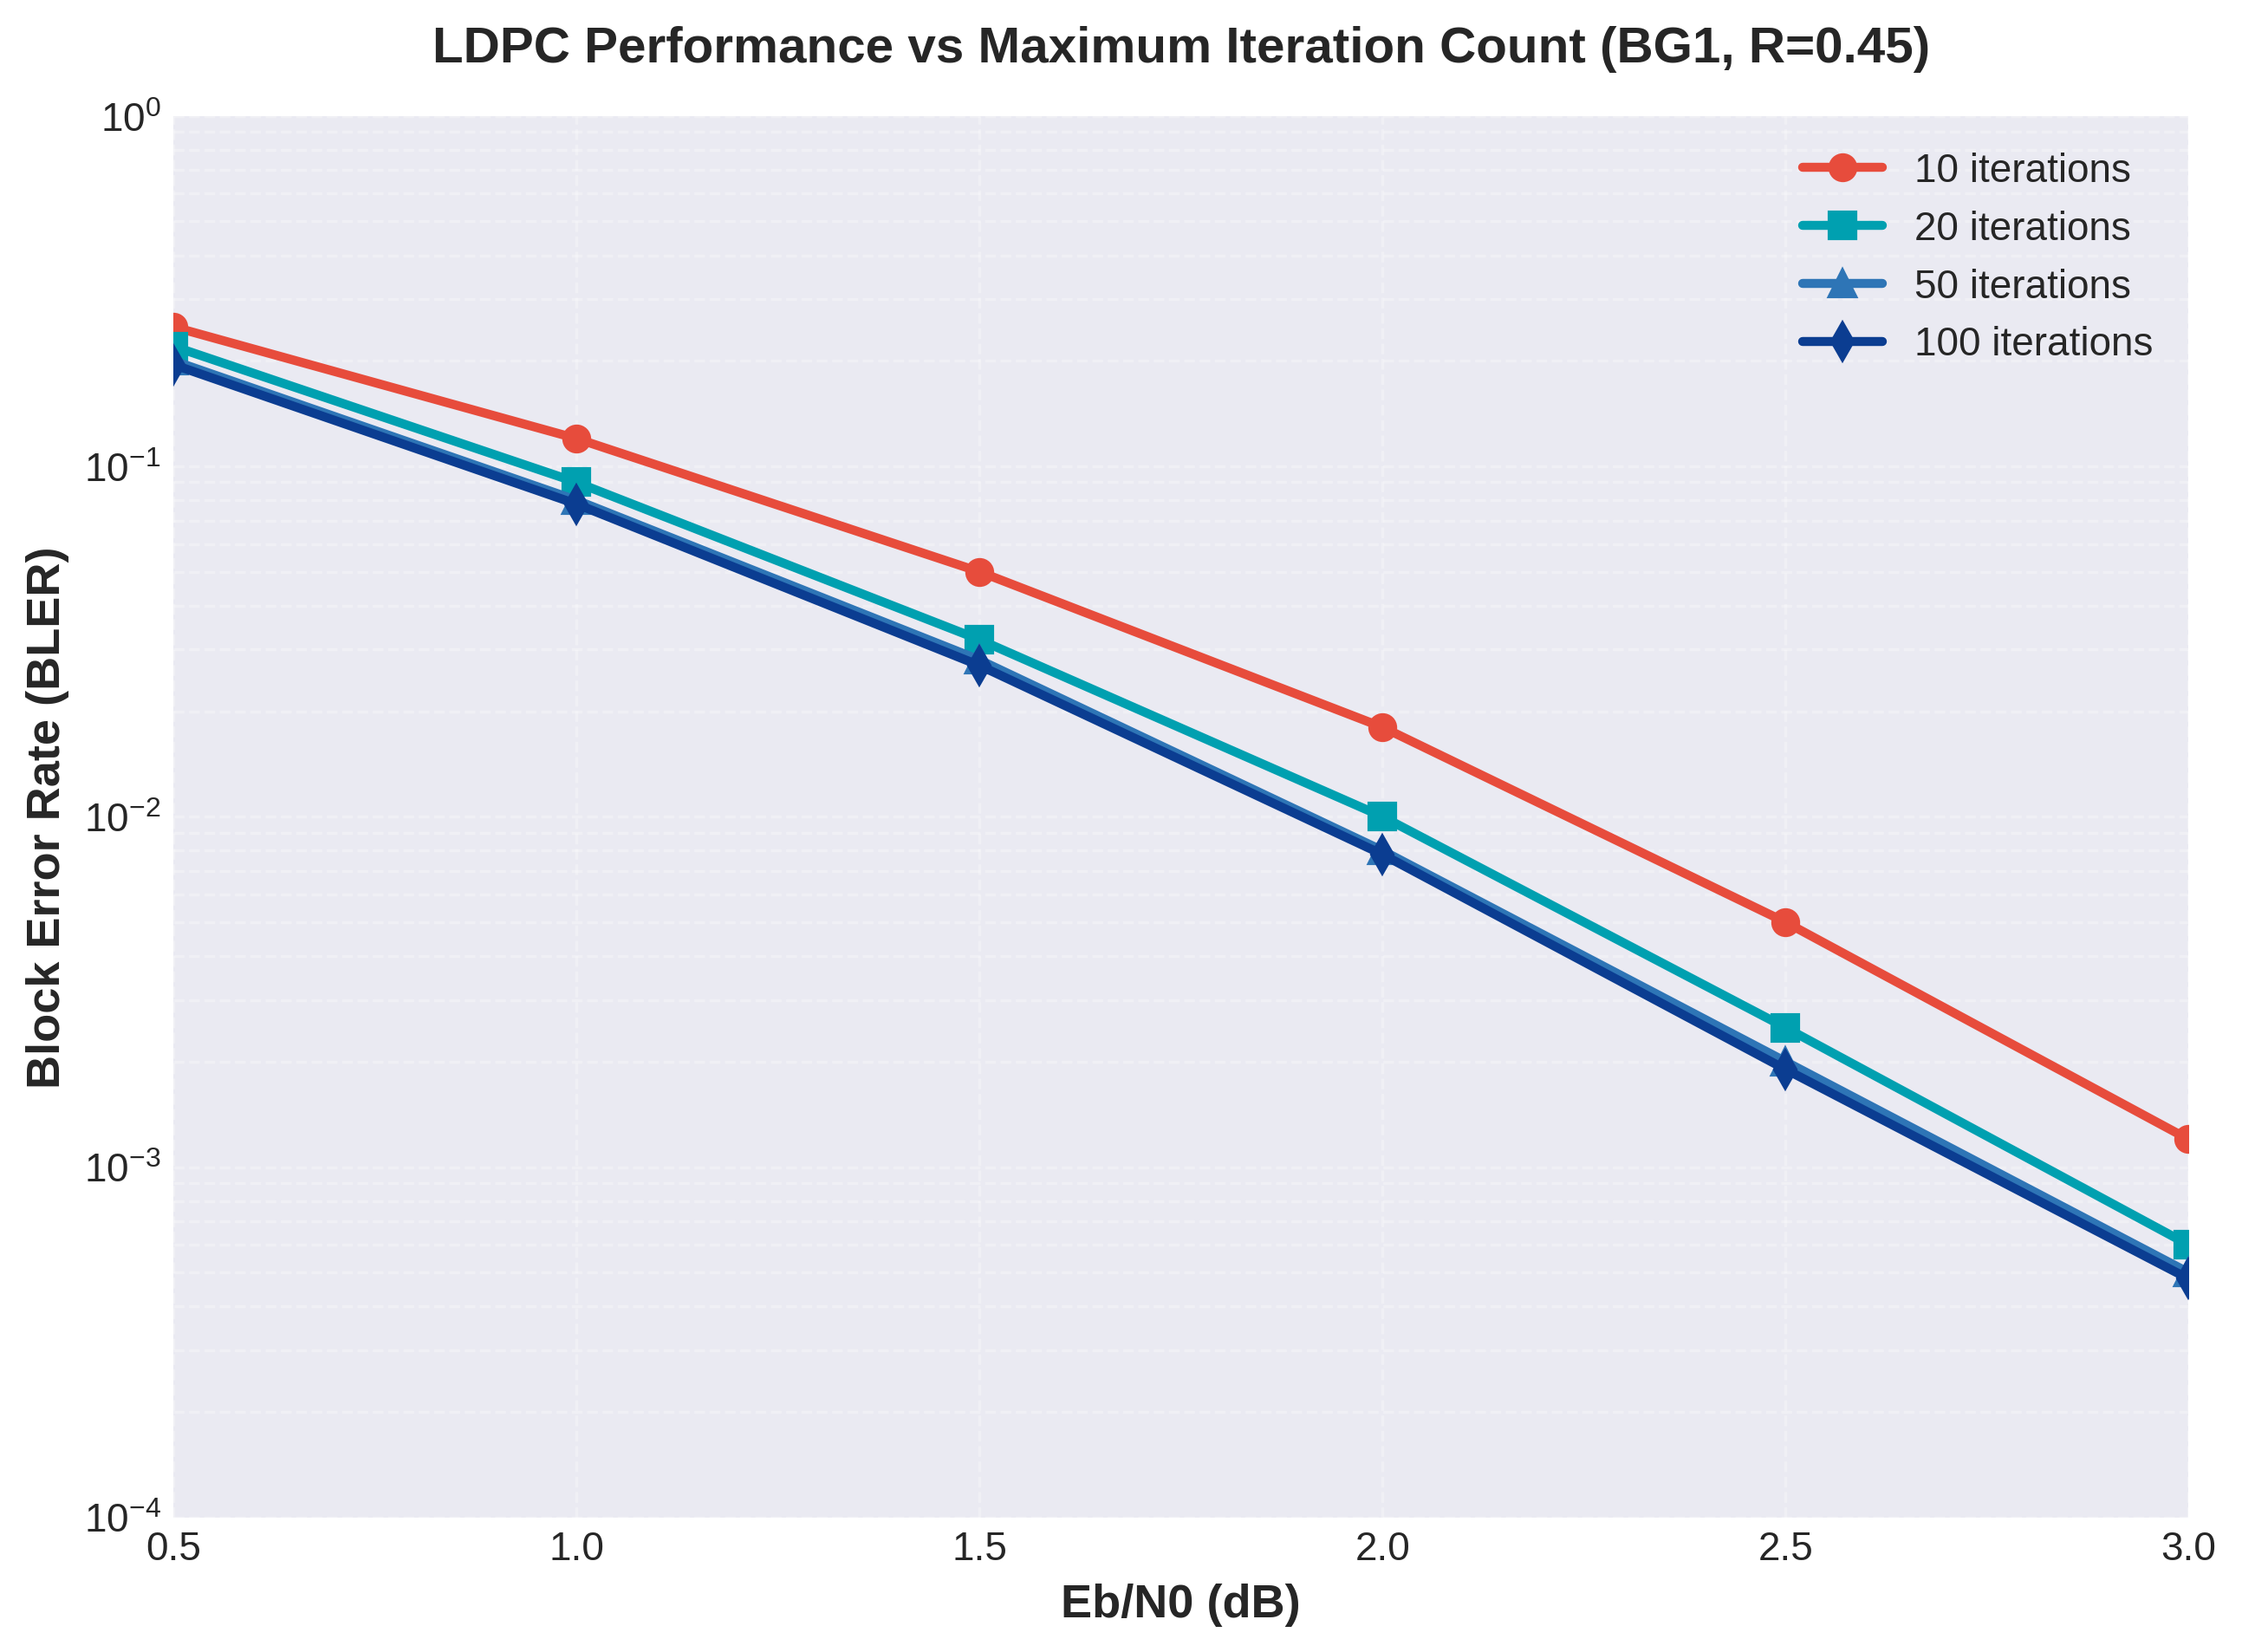 LDPC Performance vs Maximum Iteration Count (BG1, R=0.45)
10⁰
10⁻¹
10⁻²
10⁻³
10⁻⁴
Block Error Rate (BLER)
10 iterations
20 iterations
50 iterations
100 iterations
0.5 1.0 1.5 2.0 2.5 3.0
Eb/N0 (dB)